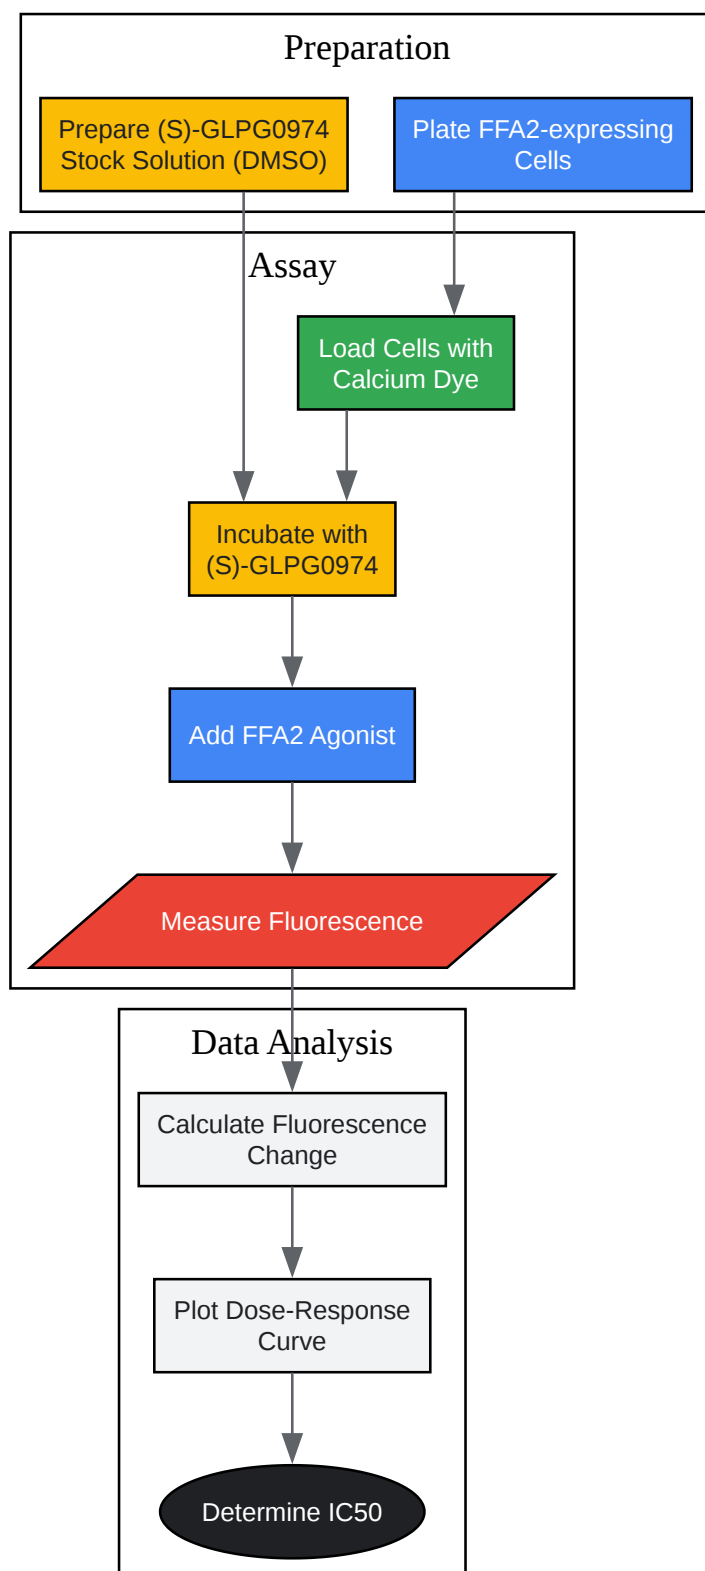 Preparation
Prepare (S)-GLPG0974
Stock Solution (DMSO)
Plate FFA2-expressing
Cells
Assay
Load Cells with
Calcium Dye
Incubate with
(S)-GLPG0974
Add FFA2 Agonist
Measure Fluorescence
Data Analysis
Calculate Fluorescence
Change
Plot Dose-Response
Curve
Determine IC50